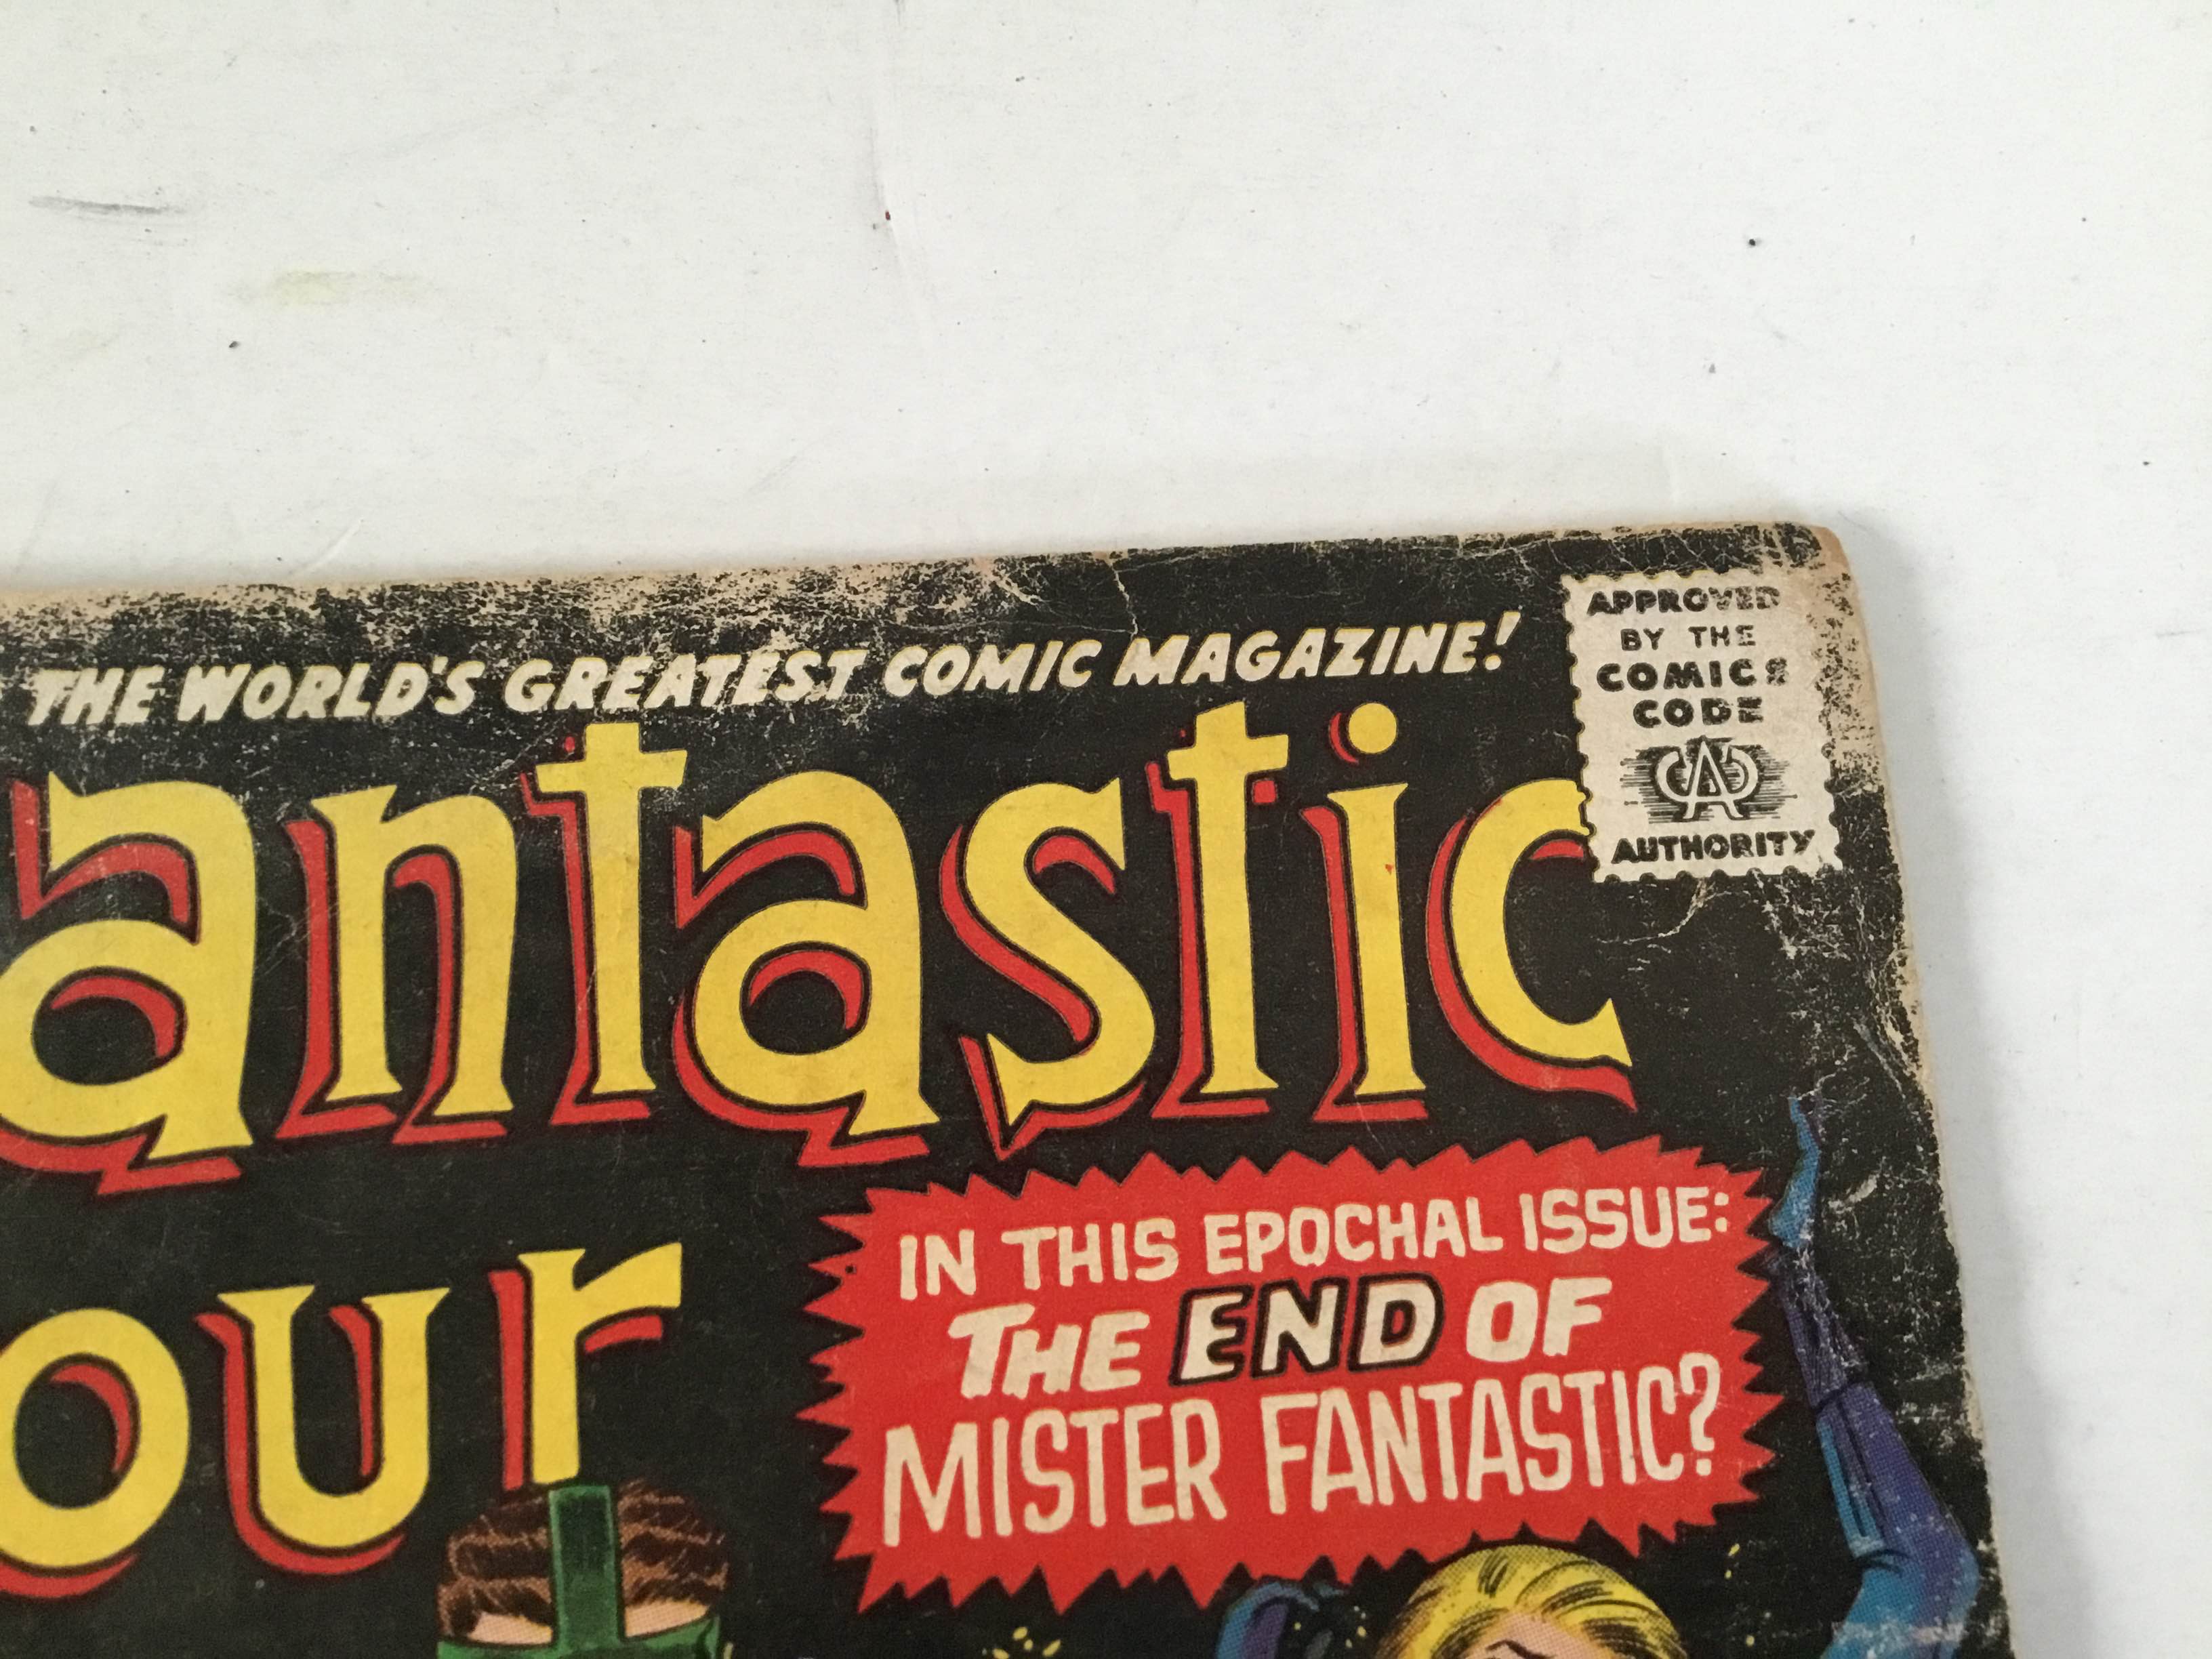 THE WORLD'S GREATEST COMIC MAGAZINE!
antastic
our
APPROVED
BY THE
COMICS
CODE
CA
AUTHORITY
IN THIS EPOCHAL ISSUE:
THE END OF
MISTER FANTASTIC?